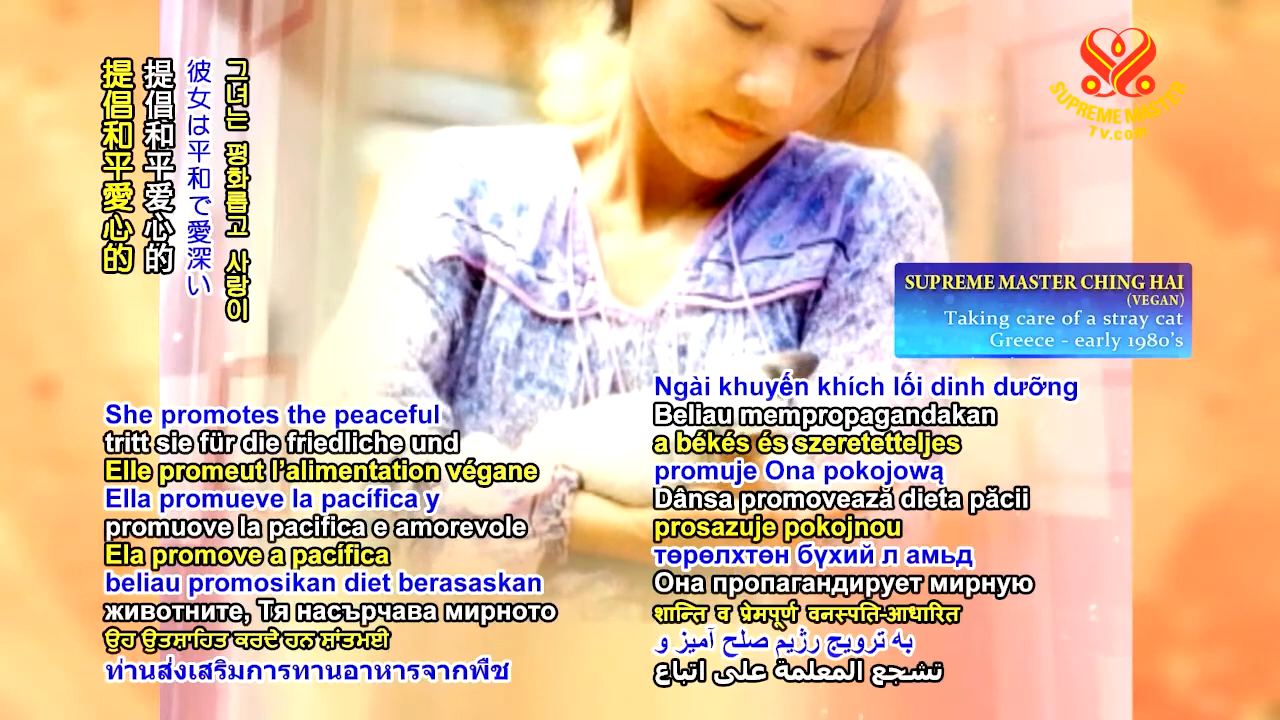 提倡和平愛心的
提倡和平爱心的
彼女は平和で愛深い
그녀는 평화롭고 사랑이
SUPREME MASTER
TV.com
SUPREME MASTER CHING HAI
(VEGAN)
Taking care of a stray cat
Greece - early 1980's
She promotes the peaceful
tritt sie für die friedliche und
Elle promeut l'alimentation végane
Ella promueve la pacífica y
promuove la pacifica e amorevole
Ela promove a pacífica
beliau promosikan diet berasaskan
животните, Тя насърчава мирното
ਉਹ ਉਤਸ਼ਾਹਿਤ ਕਰਦੇ ਹਨ ਸ਼ਾਂਤਮਈ
ท่านส่งเสริมการทานอาหารจากพืช
Ngài khuyến khích lối dinh dưỡng
Beliau mempropagandakan
a békés és szeretetteljes
promuje Ona pokojową
Dânsa promovează dieta păcii
prosazuje pokojnou
төрөлхтөн бүхий л амьд
Она пропагандирует мирную
शान्ति व प्रेमपूर्ण वनस्पति-आधारित
به ترویج رژیم صلح آمیز و
تشجع المعلمة على اتباع